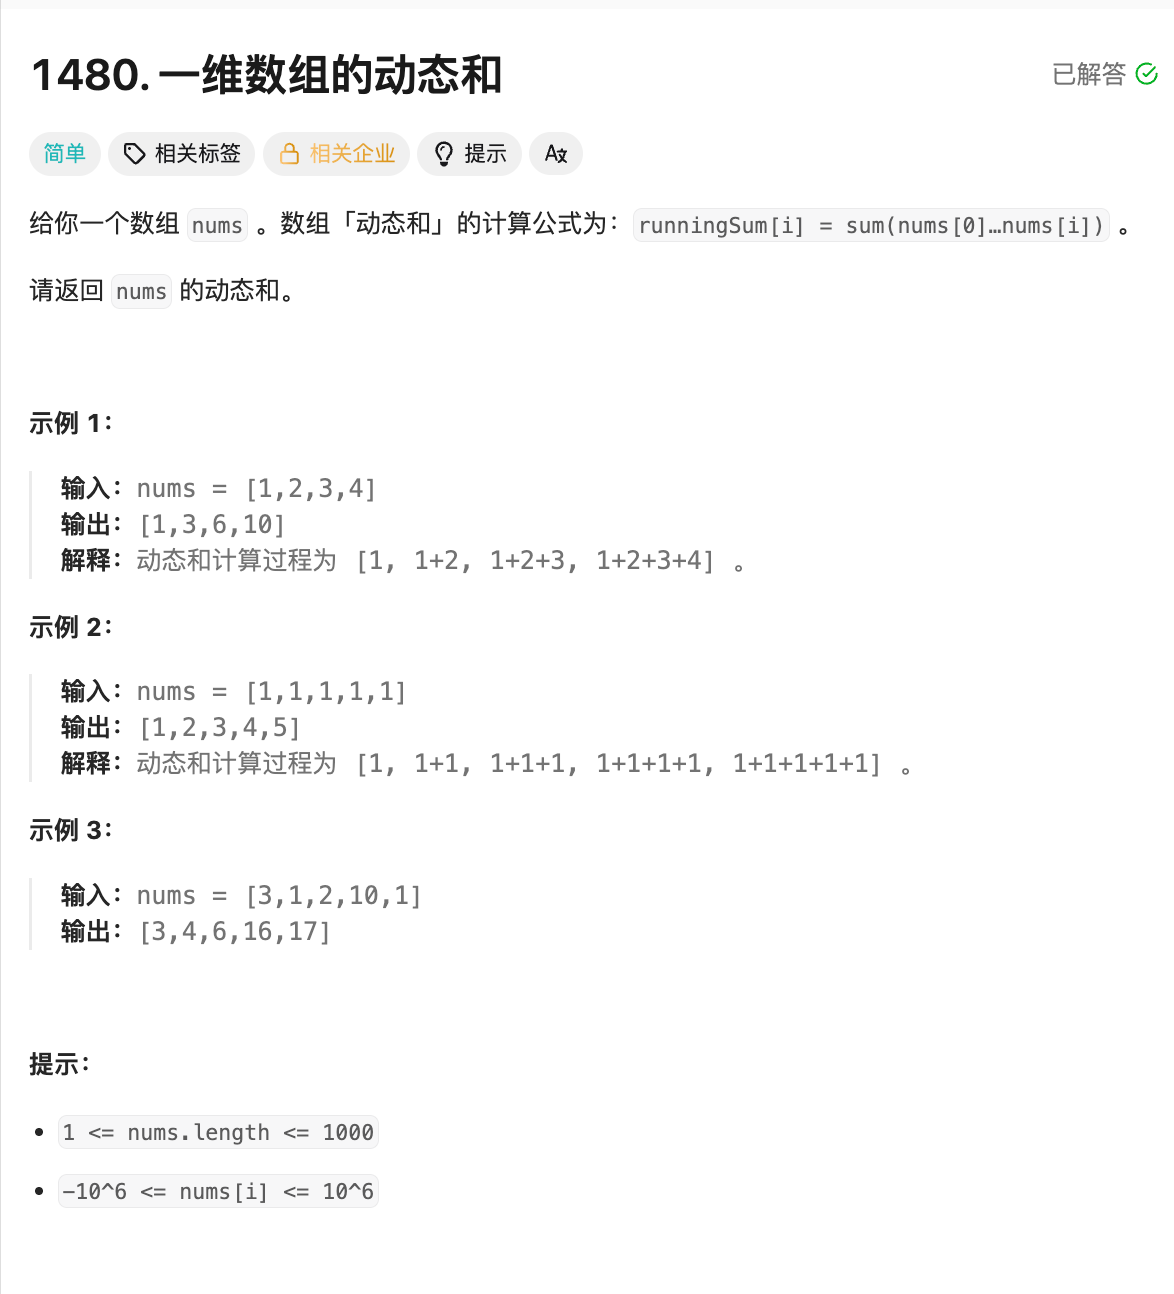 1480. 一维数组的动态和
已解答
简单 相关标签 相关企业 提示 A文
给你一个数组 nums 。数组「动态和」的计算公式为：runningSum[i] = sum(nums[0]…nums[i]) 。
请返回 nums 的动态和。
示例 1：
输入：nums = [1,2,3,4]
输出：[1,3,6,10]
解释：动态和计算过程为 [1, 1+2, 1+2+3, 1+2+3+4] 。
示例 2：
输入：nums = [1,1,1,1,1]
输出：[1,2,3,4,5]
解释：动态和计算过程为 [1, 1+1, 1+1+1, 1+1+1+1, 1+1+1+1+1] 。
示例 3：
输入：nums = [3,1,2,10,1]
输出：[3,4,6,16,17]
提示：
1 <= nums.length <= 1000
-10^6 <= nums[i] <= 10^6